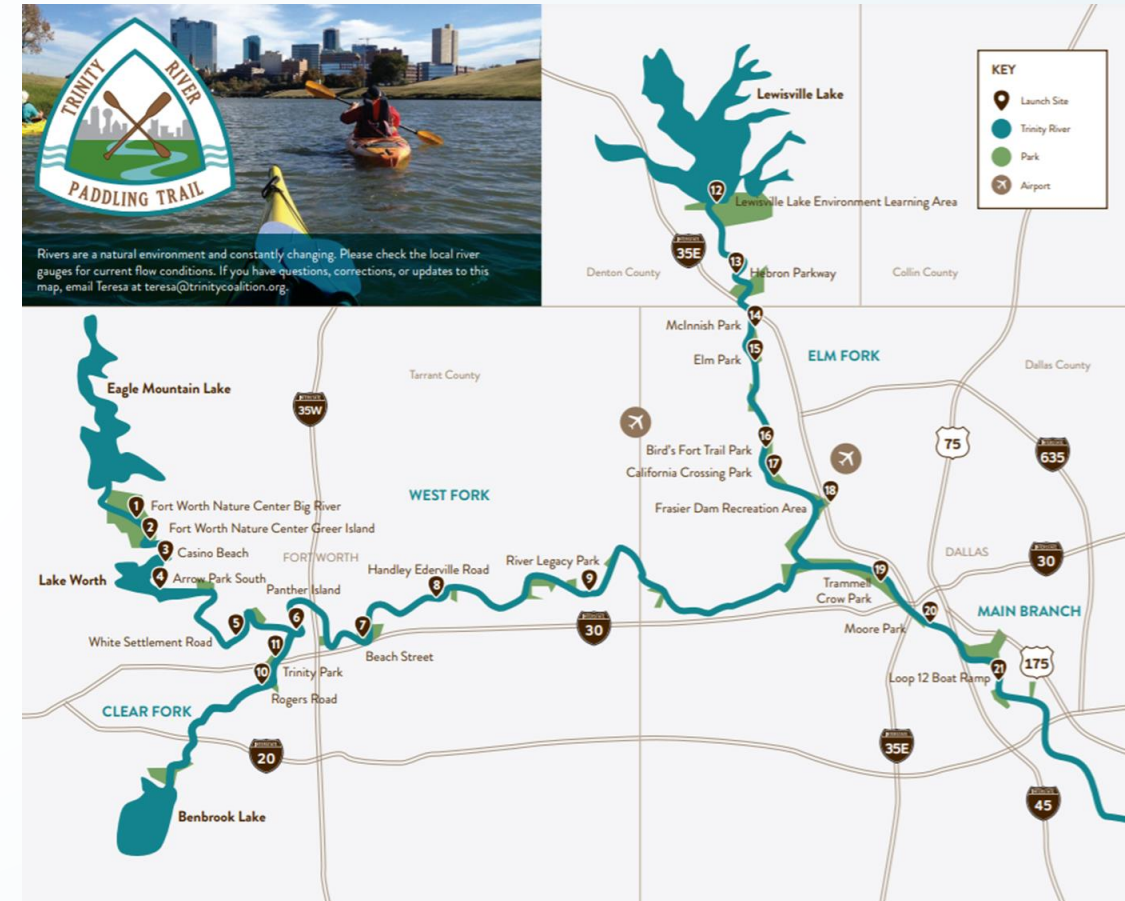 TRINITY RIVER
PADDLING TRAIL
Rivers are a natural environment and constantly changing. Please check the local river
gauges for current flow conditions. If you have questions, corrections, or updates to this
map, email Teresa at teresa@trinitycoalition.org.
KEY
Launch Site
Trinity River
Park
Airport
Lewisville Lake
12
Lewisville Lake Environment Learning Area
35E
13
Hebron Parkway
Denton County
Collin County
14
McInnish Park
15
Elm Park
ELM FORK
Dallas County
Eagle Mountain Lake
Tarrant County
35W
75
635
16
Bird's Fort Trail Park
17
California Crossing Park
18
Frasier Dam Recreation Area
WEST FORK
1
Fort Worth Nature Center Big River
2
Fort Worth Nature Center Greer Island
3
Casino Beach
FORT WORTH
Lake Worth
4
Arrow Park South
Panther Island
Handley Ederville Road
8
River Legacy Park
9
DALLAS
30
19
Trammell
Crow Park
20
Moore Park
MAIN BRANCH
5
White Settlement Road
6
7
Beach Street
30
11
Trinity Park
10
Rogers Road
21
Loop 12 Boat Ramp
175
CLEAR FORK
20
35E
45
Benbrook Lake